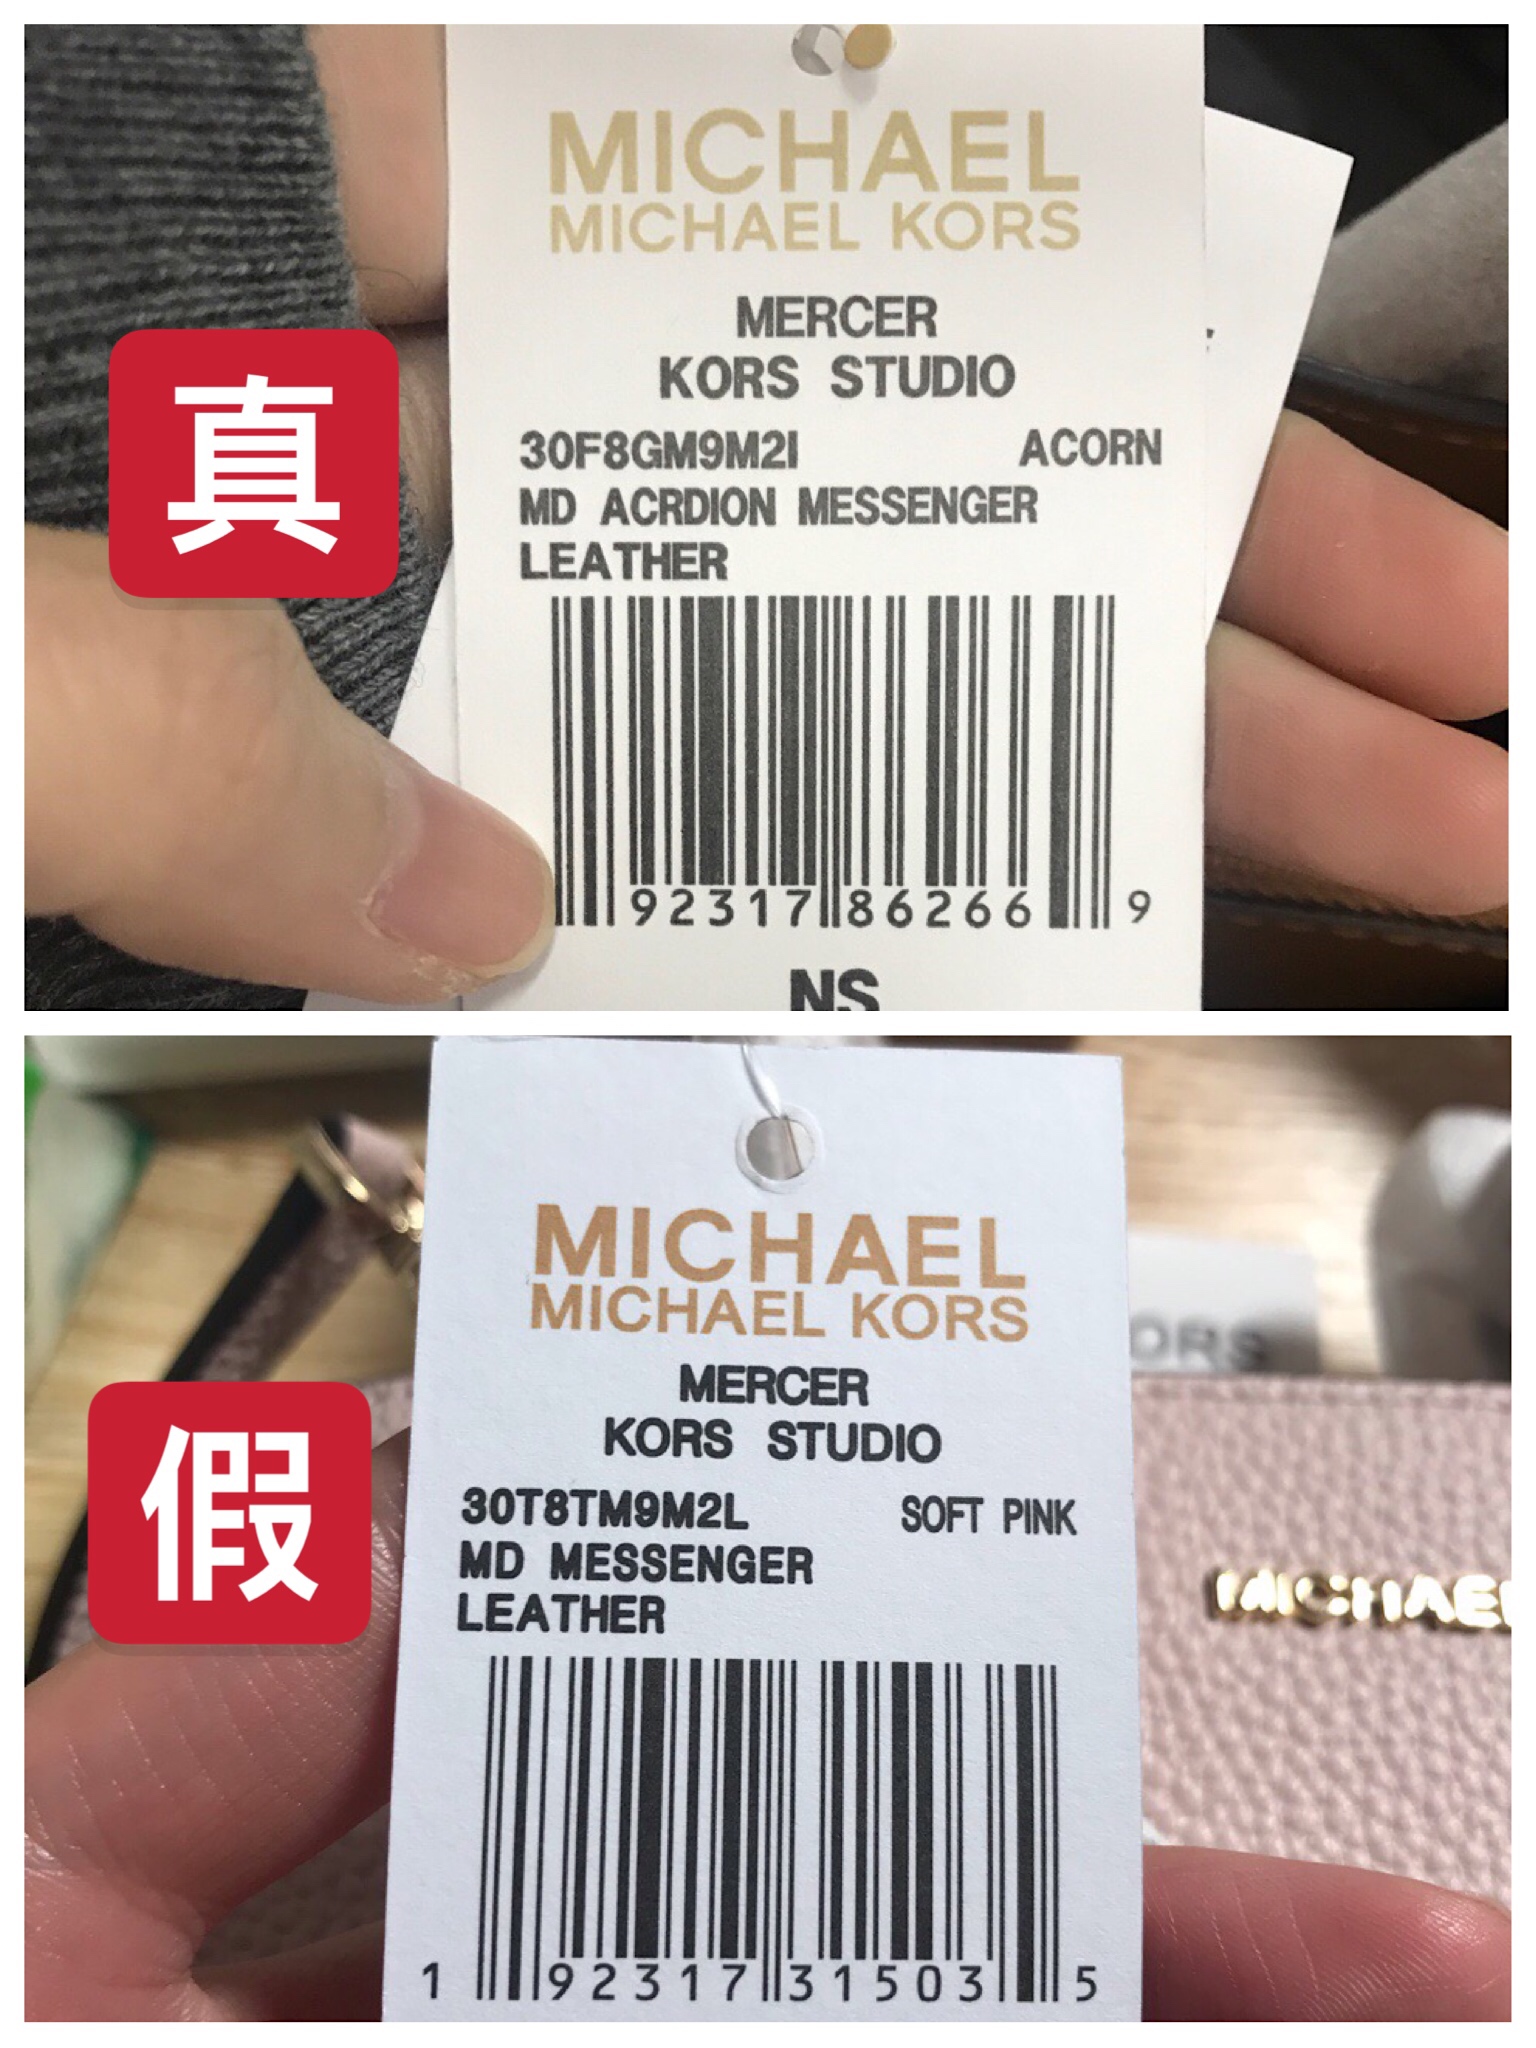 MICHAEL
MICHAEL KORS
MERCER
KORS STUDIO
真
30F8GM9M2I ACORN
MD ACRDION MESSENGER
LEATHER
92317 86266 9
NS
MICHAEL
MICHAEL KORS
ORS
MERCER
KORS STUDIO
假
30T8TM9M2L SOFT PINK
MD MESSENGER
LEATHER
MICHAEL
1 92317 31503 5